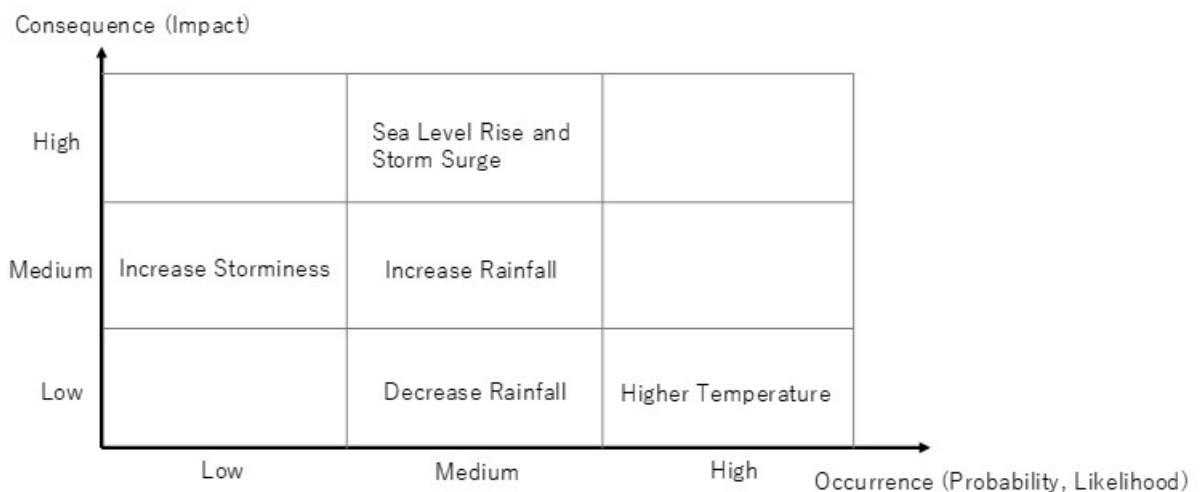 Consequence (Impact)
High
Sea Level Rise and
Storm Surge
Medium
Increase Storminess
Increase Rainfall
Low
Decrease Rainfall
Higher Temperature
Low
Medium
High
Occurrence (Probability, Likelihood)